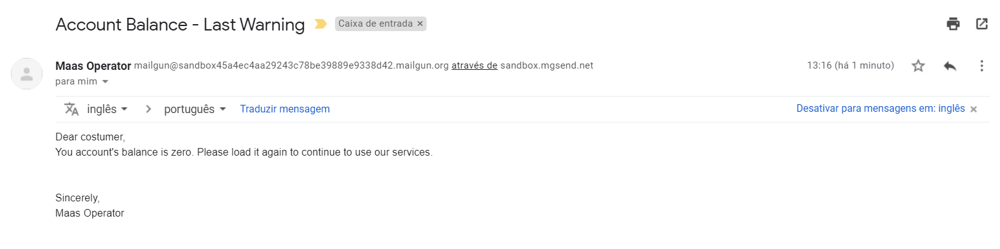 Account Balance - Last Warning Caixa de entrada ×
Maas Operator mailgun@sandbox45a4ec4aa29243c78be39889e9338d42.mailgun.org através de sandbox.mgsend.net 13:16 (há 1 minuto)
para mim
inglês > português Traduzir mensagem Desativar para mensagens em: inglês ×
Dear costumer,
You account's balance is zero. Please load it again to continue to use our services.
Sincerely,
Maas Operator